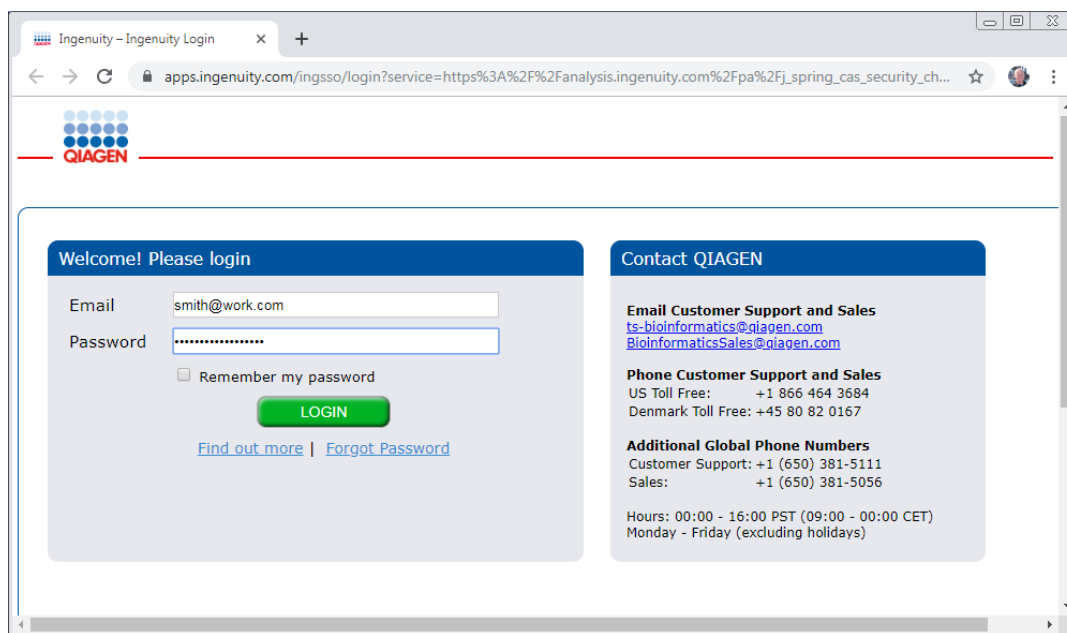 Ingenuity – Ingenuity Login
apps.ingenuity.com/ingsso/login?service=https%3A%2F%2Fanalysis.ingenuity.com%2Fpa%2Fj_spring_cas_security_ch...
QIAGEN
Welcome! Please login
Email smith@work.com
Password ••••••••••••••••••
Remember my password
LOGIN
Find out more | Forgot Password
Contact QIAGEN
Email Customer Support and Sales
ts-bioinformatics@qiagen.com
BioinformaticsSales@qiagen.com
Phone Customer Support and Sales
US Toll Free: +1 866 464 3684
Denmark Toll Free: +45 80 82 0167
Additional Global Phone Numbers
Customer Support: +1 (650) 381-5111
Sales: +1 (650) 381-5056
Hours: 00:00 - 16:00 PST (09:00 - 00:00 CET)
Monday - Friday (excluding holidays)